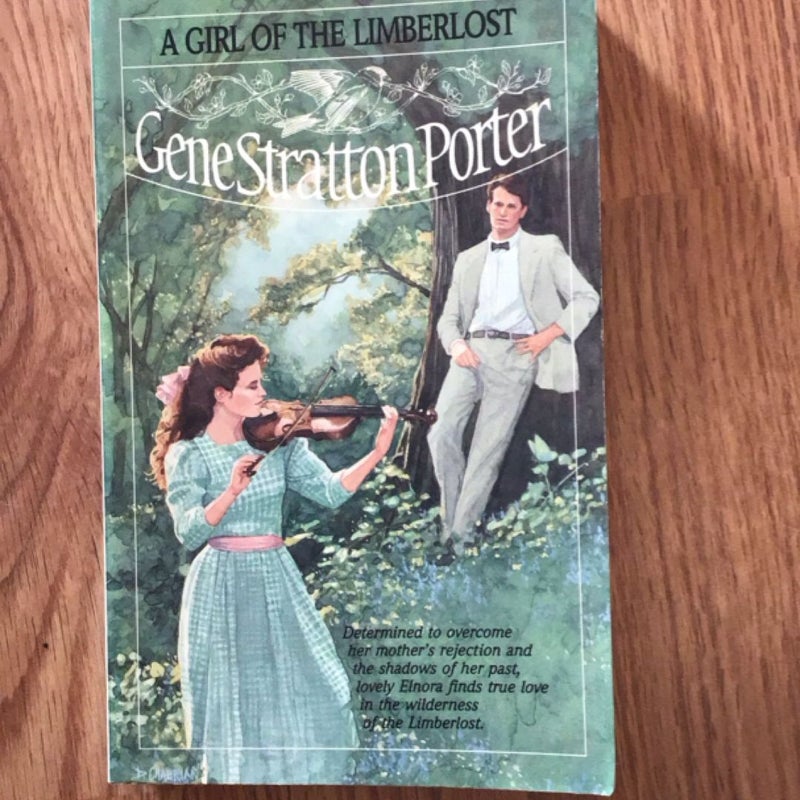 A GIRL OF THE LIMBERLOST
Gene Stratton Porter
Determined to overcome
her mother's rejection and
the shadows of her past,
lovely Elnora finds true love
in the wilderness
of the Limberlost.